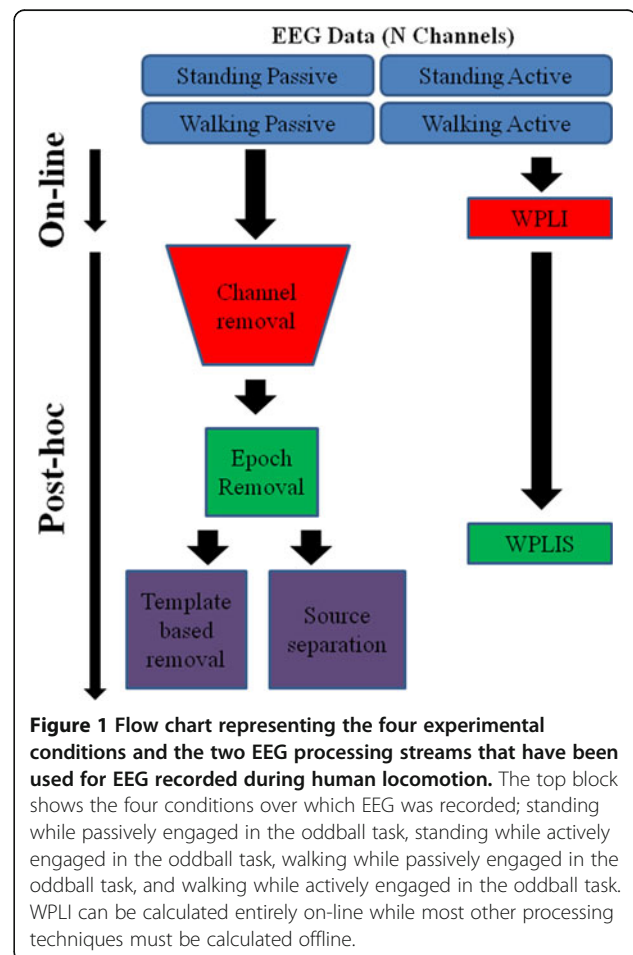 EEG Data (N Channels)
Standing Passive
Standing Active
Walking Passive
Walking Active
On-line
WPLI
Channel
removal
Post-hoc
Epoch
Removal
WPLIS
Template
based
removal
Source
separation
Figure 1 Flow chart representing the four experimental
conditions and the two EEG processing streams that have been
used for EEG recorded during human locomotion. The top block
shows the four conditions over which EEG was recorded; standing
while passively engaged in the oddball task, standing while actively
engaged in the oddball task, walking while passively engaged in the
oddball task, and walking while actively engaged in the oddball task.
WPLI can be calculated entirely on-line while most other processing
techniques must be calculated offline.